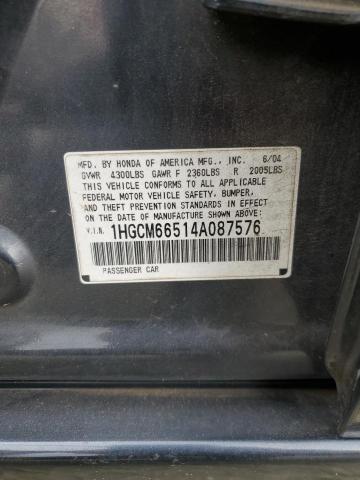 MFD. BY HONDA OF AMERICA MFG., INC. 6/04
GVWR 4300LBS GAWR F 2360LBS R 2005LBS
THIS VEHICLE CONFORMS TO ALL APPLICABLE
FEDERAL MOTOR VEHICLE SAFETY, BUMPER,
AND THEFT PREVENTION STANDARDS IN EFFECT
ON THE DATE OF MANUFACTURE SHOWN ABOVE:
V.I.N. 1HGCM66514A087576
PASSENGER CAR